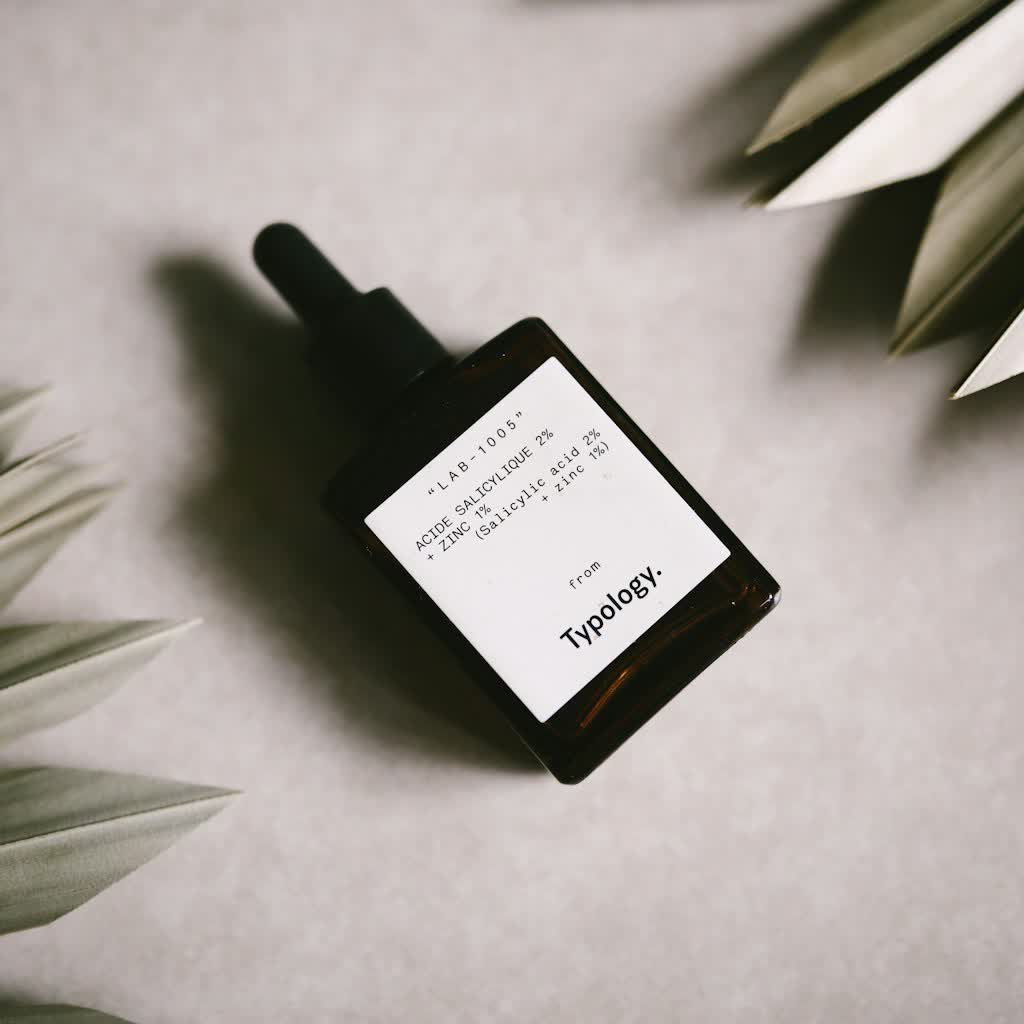 “LAB-1005”
ACIDE SALICYLIQUE 2%
+ ZINC 1%
(Salicylic acid 2%
+ zinc 1%)
from
Typology.